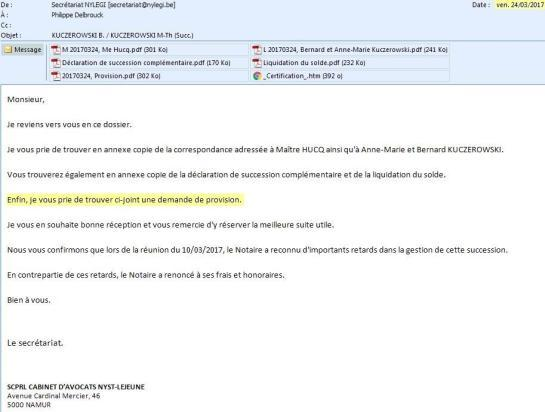 De : Secrétariat NYLEGI [secretariat@nylegi.be] Date : ven. 24/03/2017
À : Philippe Delbrouck
Cc :
Objet : KUCZEROWSKI B. / KUCZEROWSKI M-Th (Succ.)
Message M 20170324, Me Hucq.pdf (301 Ko) L 20170324, Bernard et Anne-Marie Kuczerowski.pdf (241 Ko)
Déclaration de succession complémentaire.pdf (170 Ko) Liquidation du solde.pdf (232 Ko)
20170324, Provision.pdf (302 Ko) _Certification_.htm (392 o)
Monsieur,
Je reviens vers vous en ce dossier.
Je vous prie de trouver en annexe copie de la correspondance adressée à Maître HUCQ ainsi qu'à Anne-Marie et Bernard KUCZEROWSKI.
Vous trouverez également en annexe copie de la déclaration de succession complémentaire et de la liquidation du solde.
Enfin, je vous prie de trouver ci-joint une demande de provision.
Je vous en souhaite bonne réception et vous remercie d'y réserver la meilleure suite utile.
Nous vous confirmons que lors de la réunion du 10/03/2017, le Notaire a reconnu d'importants retards dans la gestion de cette succession.
En contrepartie de ces retards, le Notaire a renoncé à ses frais et honoraires.
Bien à vous.
Le secrétariat.
SCPRL CABINET D'AVOCATS NYST-LEJEUNE
Avenue Cardinal Mercier, 46
5000 NAMUR